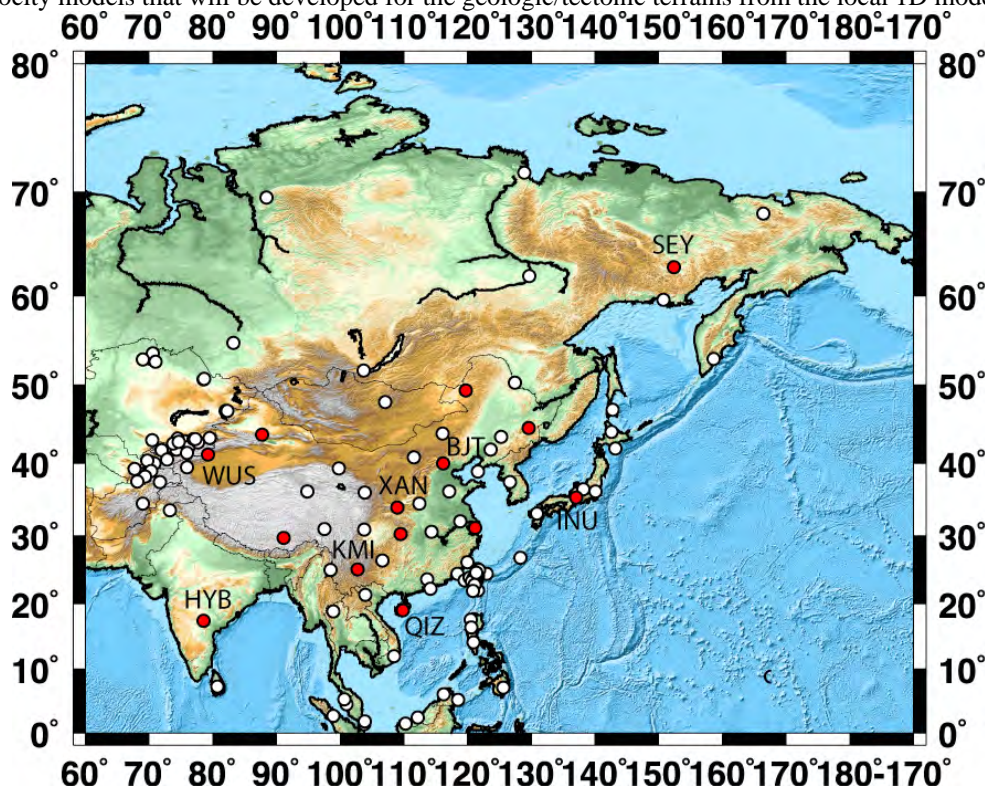 ocity models that will be developed for the geologic/tectonic terrains from the local 1D mode
60° 70° 80° 90° 100° 110° 120° 130° 140° 150° 160° 170° 180° -170°
80° 80°
70° 70°
SEY
60° 60°
50° 50°
BJT
40° 40°
WUS
XAN
INU
30° 30°
KMI
HYB
20° 20°
QIZ
10° 10°
0° 0°
60° 70° 80° 90° 100° 110° 120° 130° 140° 150° 160° 170° 180° -170°